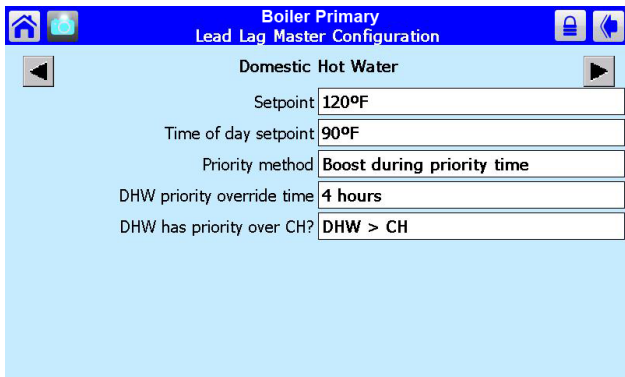 Boiler Primary
Lead Lag Master Configuration
Domestic Hot Water
Setpoint 120ºF
Time of day setpoint 90ºF
Priority method Boost during priority time
DHW priority override time 4 hours
DHW has priority over CH? DHW > CH